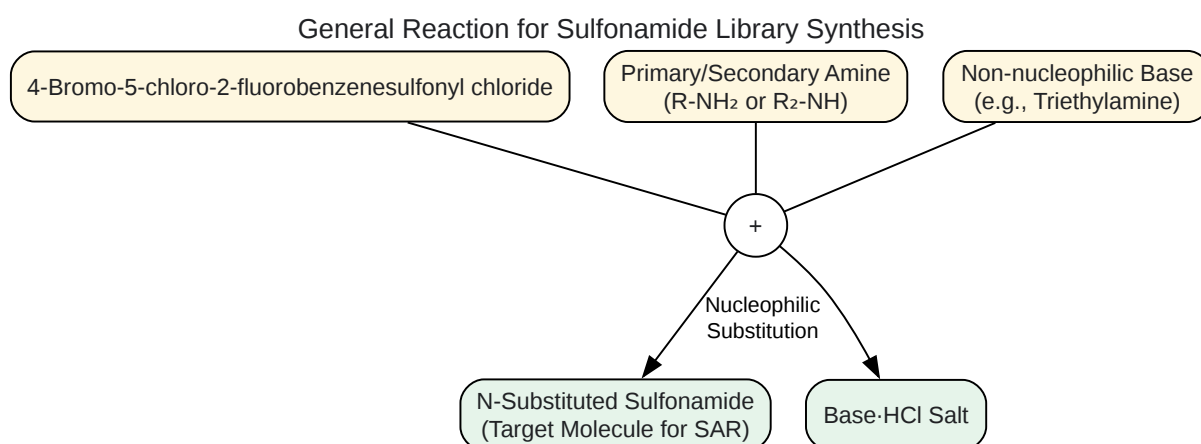 General Reaction for Sulfonamide Library Synthesis
4-Bromo-5-chloro-2-fluorobenzenesulfonyl chloride
Primary/Secondary Amine
(R-NH₂ or R₂-NH)
Non-nucleophilic Base
(e.g., Triethylamine)
+
Nucleophilic
Substitution
N-Substituted Sulfonamide
(Target Molecule for SAR)
Base·HCl Salt